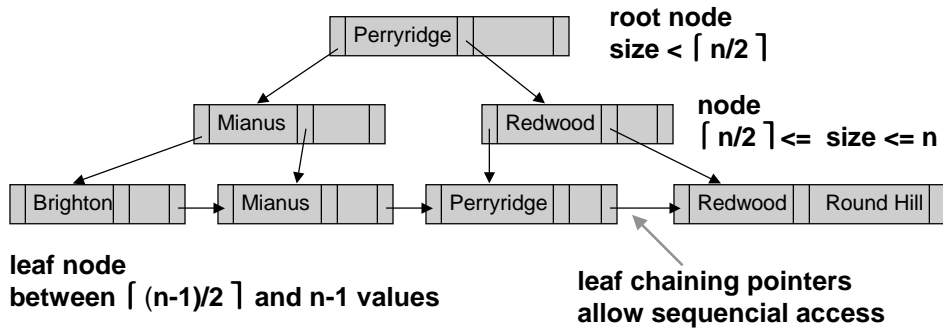 Perryridge
root node
size < ⌈ n/2 ⌉
Mianus
Redwood
node
⌈ n/2 ⌉ <= size <= n
Brighton
Mianus
Perryridge
Redwood Round Hill
leaf node
between ⌈ (n-1)/2 ⌉ and n-1 values
leaf chaining pointers
allow sequencial access